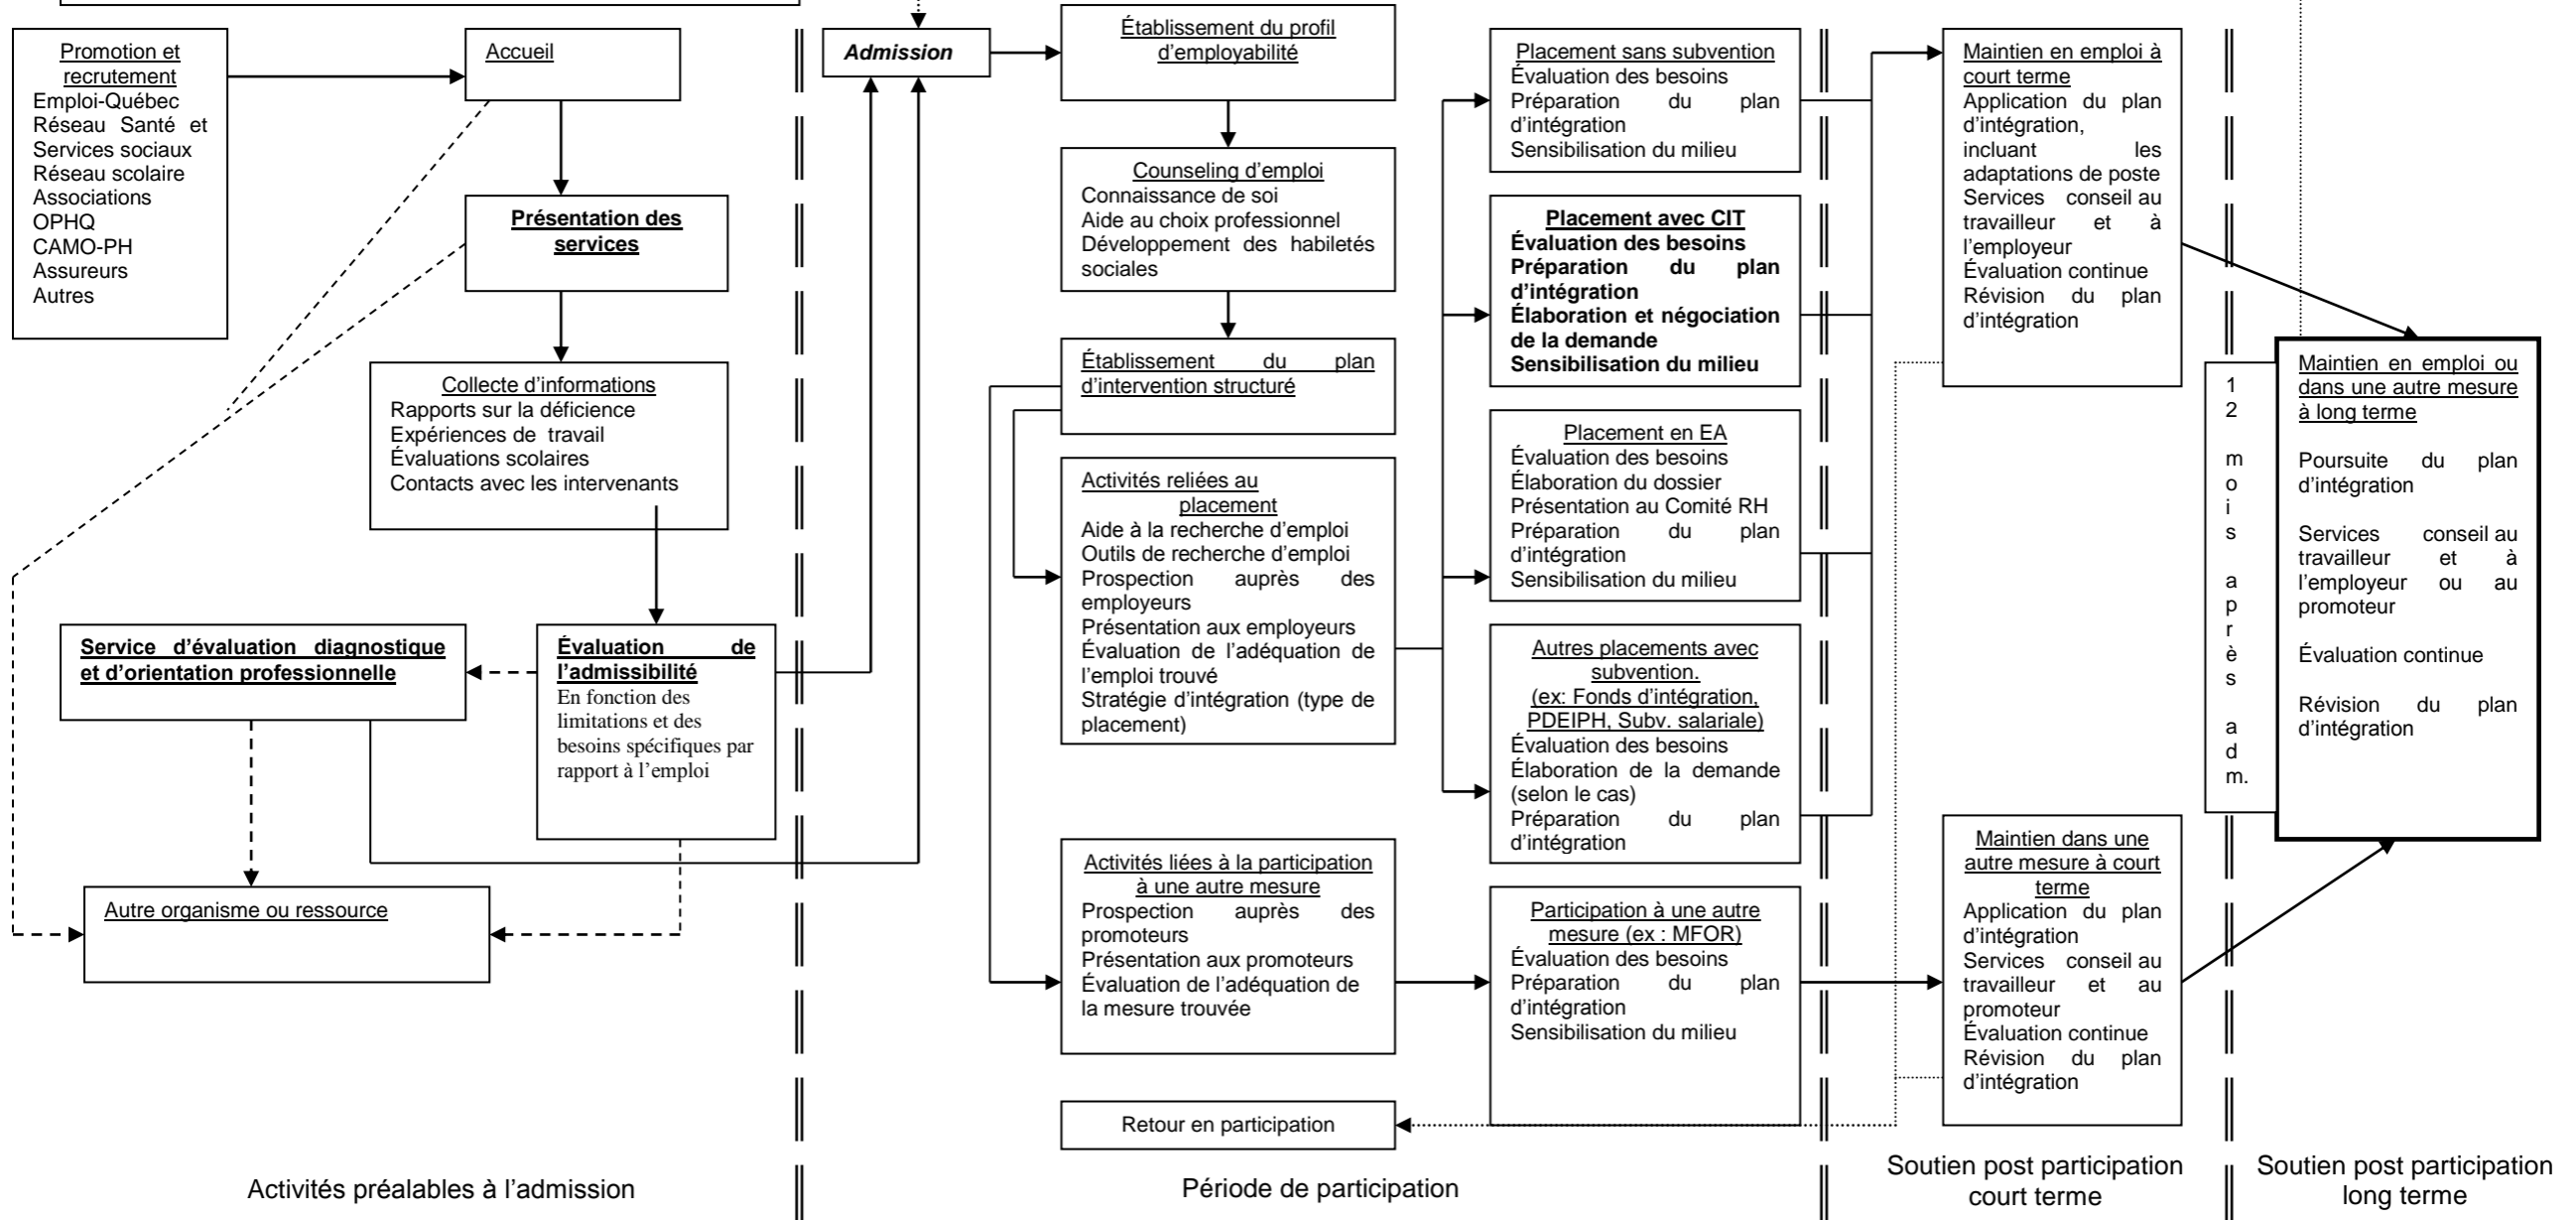 Promotion et
recrutement
Emploi-Québec
Réseau Santé et
Services sociaux
Réseau scolaire
Associations
OPHQ
CAMO-PH
Assureurs
Autres
Accueil
Présentation des
services
Collecte d'informations
Rapports sur la déficience
Expériences de travail
Évaluations scolaires
Contacts avec les intervenants
Service d'évaluation diagnostique
et d'orientation professionnelle
Évaluation de
l'admissibilité
En fonction des
limitations et des
besoins spécifiques par
rapport à l'emploi
Autre organisme ou ressource
Activités préalables à l'admission
Admission
Établissement du profil
d'employabilité
Counseling d'emploi
Connaissance de soi
Aide au choix professionnel
Développement des habiletés
sociales
Établissement du plan
d'intervention structuré
Activités reliées au
placement
Aide à la recherche d'emploi
Outils de recherche d'emploi
Prospection auprès des
employeurs
Présentation aux employeurs
Évaluation de l'adéquation de
l'emploi trouvé
Stratégie d'intégration (type de
placement)
Activités liées à la participation
à une autre mesure
Prospection auprès des
promoteurs
Présentation aux promoteurs
Évaluation de l'adéquation de
la mesure trouvée
Retour en participation
Placement sans subvention
Évaluation des besoins
Préparation du plan
d'intégration
Sensibilisation du milieu
Placement avec CIT
Évaluation des besoins
Préparation du plan
d'intégration
Élaboration et négociation
de la demande
Sensibilisation du milieu
Placement en EA
Évaluation des besoins
Élaboration du dossier
Présentation au Comité RH
Préparation du plan
d'intégration
Sensibilisation du milieu
Autres placements avec
subvention.
(ex: Fonds d'intégration,
PDEIPH, Subv. salariale)
Évaluation des besoins
Élaboration de la demande
(selon le cas)
Préparation du plan
d'intégration
Participation à une autre
mesure (ex : MFOR)
Évaluation des besoins
Préparation du plan
d'intégration
Sensibilisation du milieu
Période de participation
Maintien en emploi à
court terme
Application du plan
d'intégration,
incluant les
adaptations de poste
Services conseil au
travailleur et à
l'employeur
Évaluation continue
Révision du plan
d'intégration
Maintien dans une
autre mesure à court
terme
Application du plan
d'intégration
Services conseil au
travailleur et au
promoteur
Évaluation continue
Révision du plan
d'intégration
Soutien post participation
court terme
12 mois après adm.
Maintien en emploi ou
dans une autre mesure
à long terme
Poursuite du plan
d'intégration
Services conseil au
travailleur et à
l'employeur ou au
promoteur
Évaluation continue
Révision du plan
d'intégration
Soutien post participation
long terme